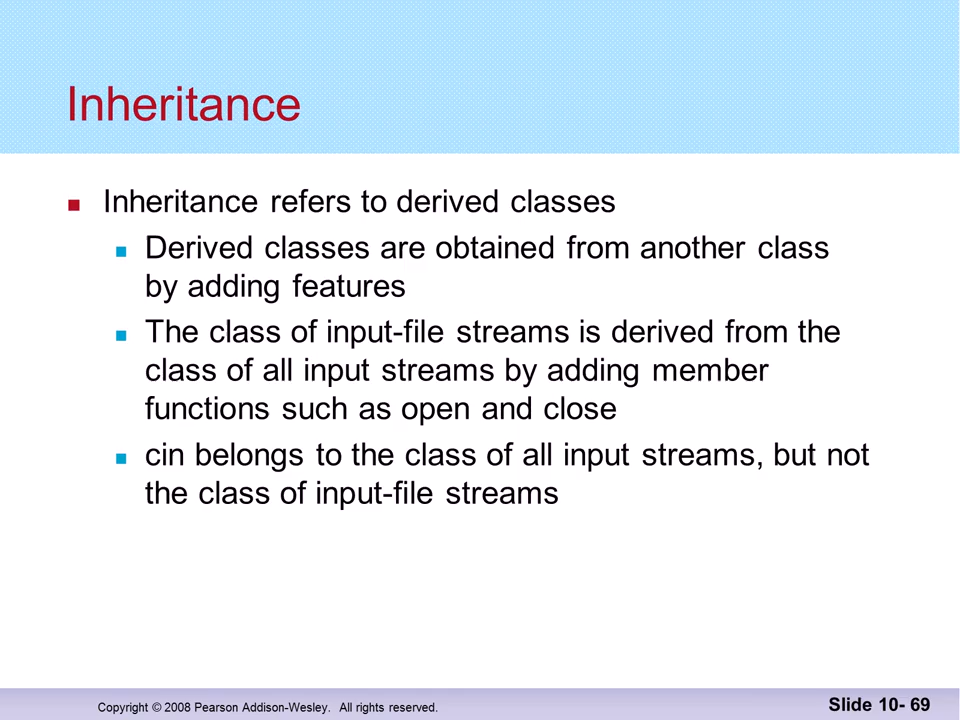 Inheritance
Inheritance refers to derived classes
Derived classes are obtained from another class
by adding features
The class of input-file streams is derived from the
class of all input streams by adding member
functions such as open and close
cin belongs to the class of all input streams, but not
the class of input-file streams
Copyright © 2008 Pearson Addison-Wesley. All rights reserved.
Slide 10- 69